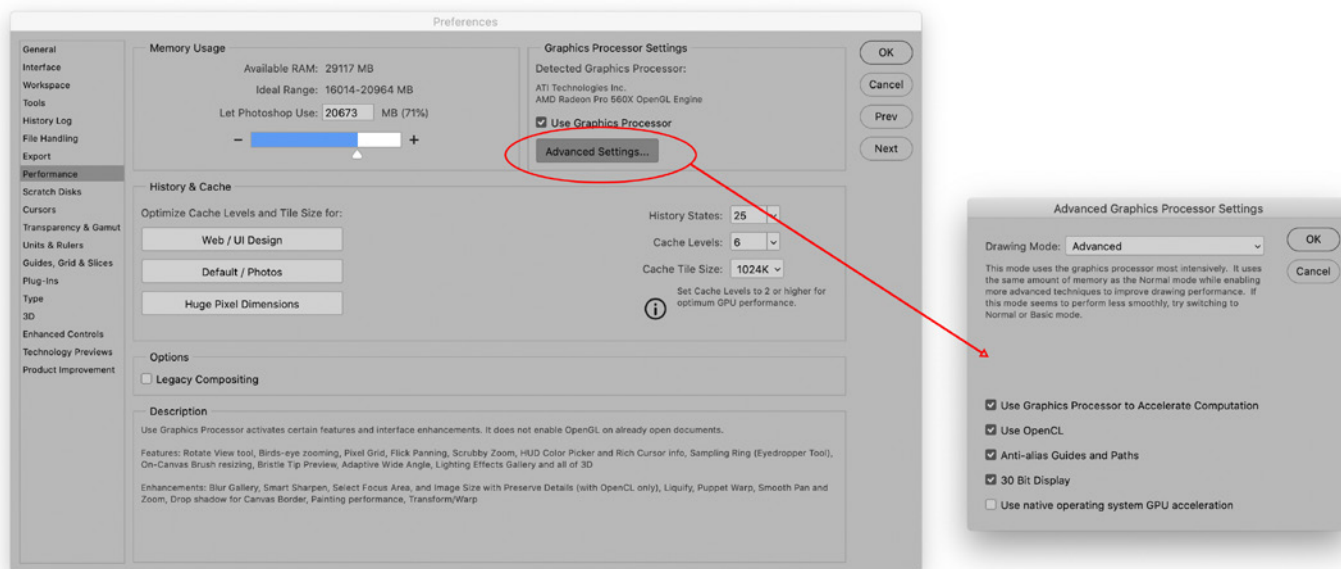 Preferences
General
Interface
Workspace
Tools
History Log
File Handling
Export
Performance
Scratch Disks
Cursors
Transparency & Gamut
Units & Rulers
Guides, Grid & Slices
Plug-Ins
Type
3D
Enhanced Controls
Technology Previews
Product Improvement
Memory Usage
Available RAM: 29117 MB
Ideal Range: 16014-20964 MB
Let Photoshop Use: 20673 MB (71%)
− +
Graphics Processor Settings
Detected Graphics Processor:
ATI Technologies Inc.
AMD Radeon Pro 560X OpenGL Engine
Use Graphics Processor
Advanced Settings...
OK
Cancel
Prev
Next
History & Cache
Optimize Cache Levels and Tile Size for:
Web / UI Design
Default / Photos
Huge Pixel Dimensions
History States: 25
Cache Levels: 6
Cache Tile Size: 1024K
Set Cache Levels to 2 or higher for
optimum GPU performance.
Options
Legacy Compositing
Description
Use Graphics Processor activates certain features and interface enhancements. It does not enable OpenGL on already open documents.
Features: Rotate View tool, Birds-eye zooming, Pixel Grid, Flick Panning, Scrubby Zoom, HUD Color Picker and Rich Cursor info, Sampling Ring (Eyedropper Tool),
On-Canvas Brush resizing, Bristle Tip Preview, Adaptive Wide Angle, Lighting Effects Gallery and all of 3D
Enhancements: Blur Gallery, Smart Sharpen, Select Focus Area, and Image Size with Preserve Details (with OpenCL only), Liquify, Puppet Warp, Smooth Pan and
Zoom, Drop shadow for Canvas Border, Painting performance, Transform/Warp
Advanced Graphics Processor Settings
Drawing Mode: Advanced
This mode uses the graphics processor most intensively. It uses
the same amount of memory as the Normal mode while enabling
more advanced techniques to improve drawing performance. If
this mode seems to perform less smoothly, try switching to
Normal or Basic mode.
OK
Cancel
Use Graphics Processor to Accelerate Computation
Use OpenCL
Anti-alias Guides and Paths
30 Bit Display
Use native operating system GPU acceleration